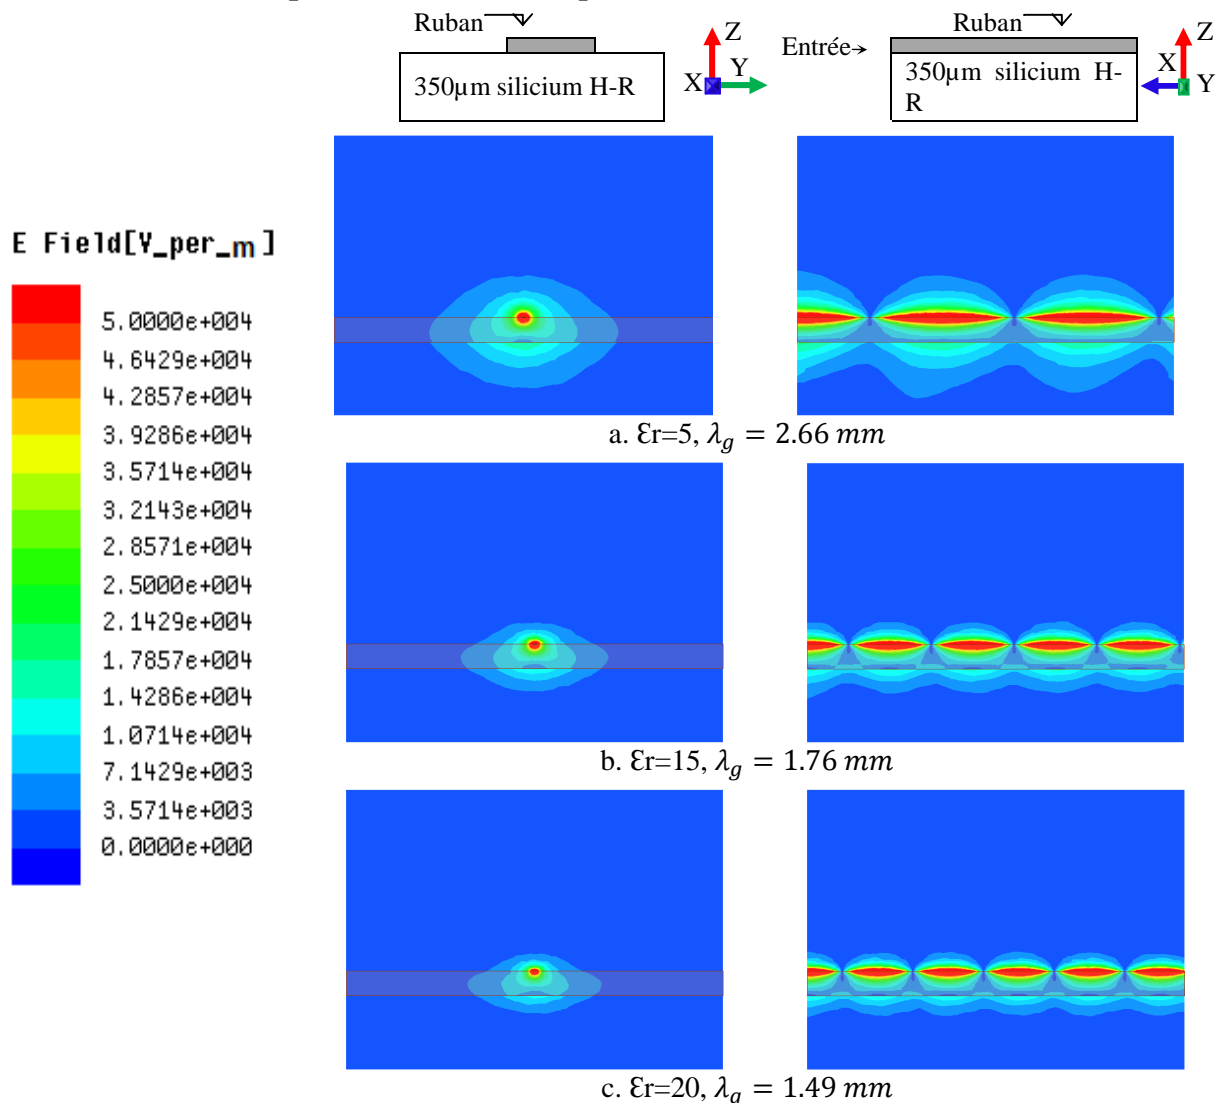 Ruban
350µm silicium H-R
Z
Y
X
Entrée→
Ruban
350µm silicium H-
R
Z
X
Y
E Field[V_per_m ]
5.0000e+004
4.6429e+004
4.2857e+004
3.9286e+004
3.5714e+004
3.2143e+004
2.8571e+004
2.5000e+004
2.1429e+004
1.7857e+004
1.4286e+004
1.0714e+004
7.1429e+003
3.5714e+003
0.0000e+000
a. Ɛr=5, λ_g = 2.66 mm
b. Ɛr=15, λ_g = 1.76 mm
c. Ɛr=20, λ_g = 1.49 mm